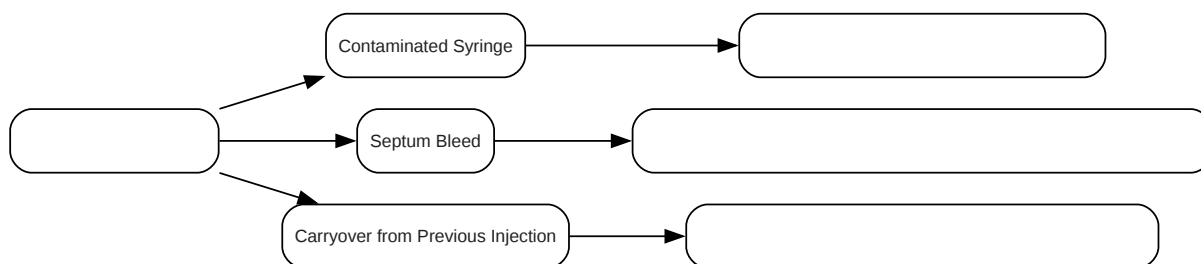 Contaminated Syringe
Septum Bleed
Carryover from Previous Injection